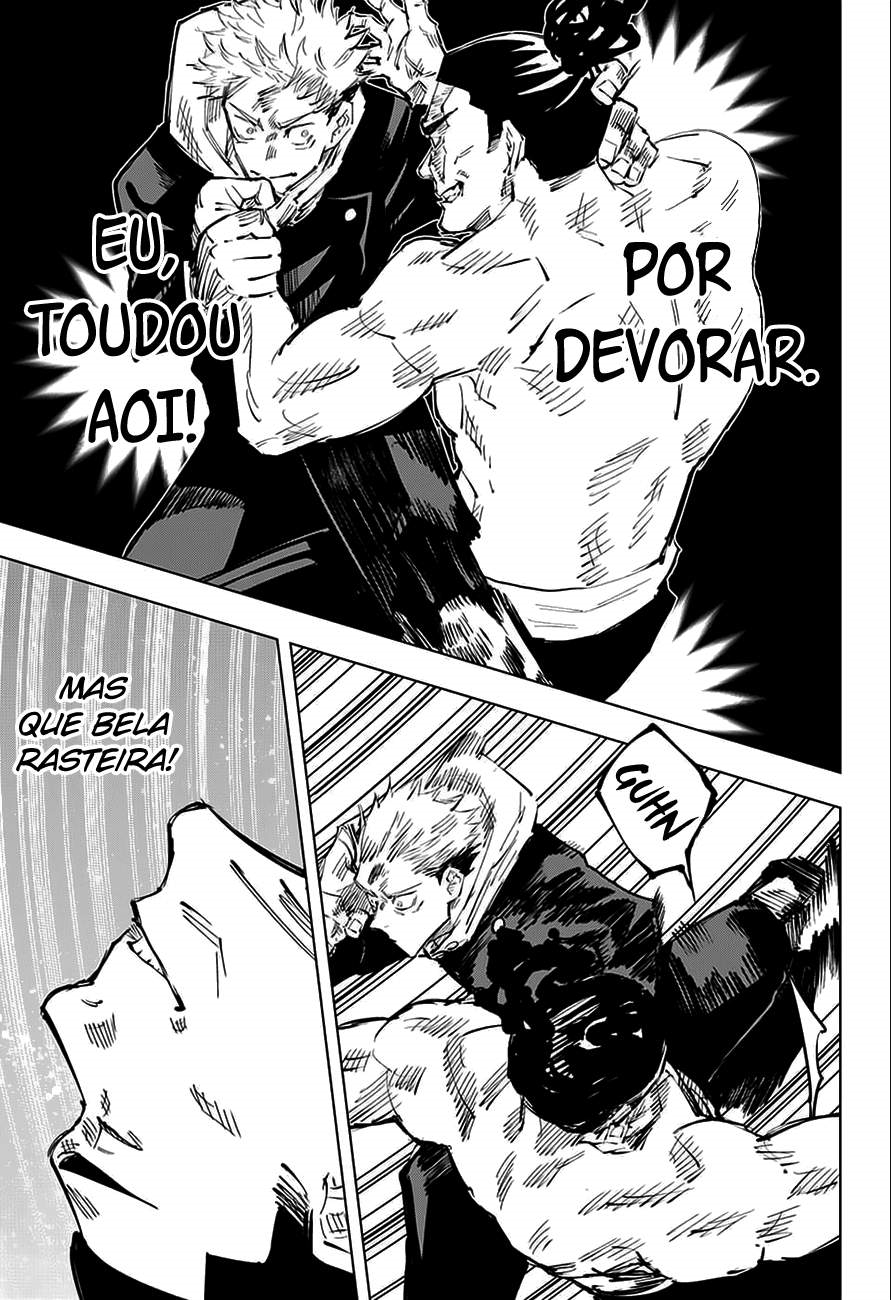 POR
DEVORAR.
EU,
TOUDOU
AOI!
GUHN
MAS
QUE BELA
RASTEIRA!